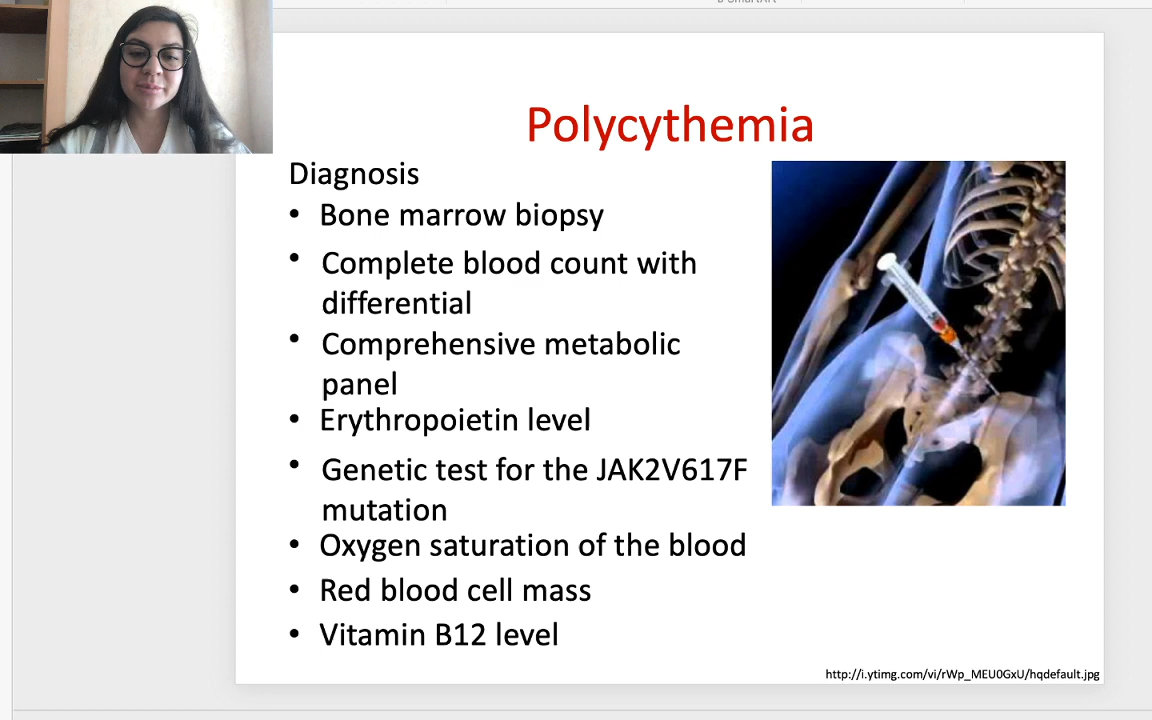 Polycythemia
Diagnosis
• Bone marrow biopsy
• Complete blood count with
differential
• Comprehensive metabolic
panel
• Erythropoietin level
• Genetic test for the JAK2V617F
mutation
• Oxygen saturation of the blood
• Red blood cell mass
• Vitamin B12 level
http://i.ytimg.com/vi/rWp_MEU0GxU/hqdefault.jpg